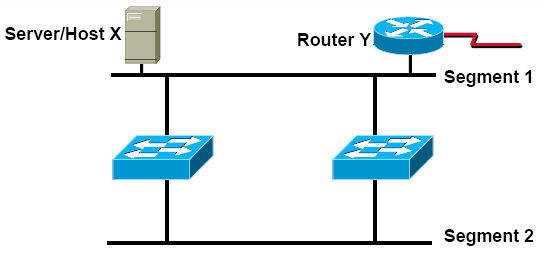 Server/Host X
Router Y
Segment 1
Segment 2